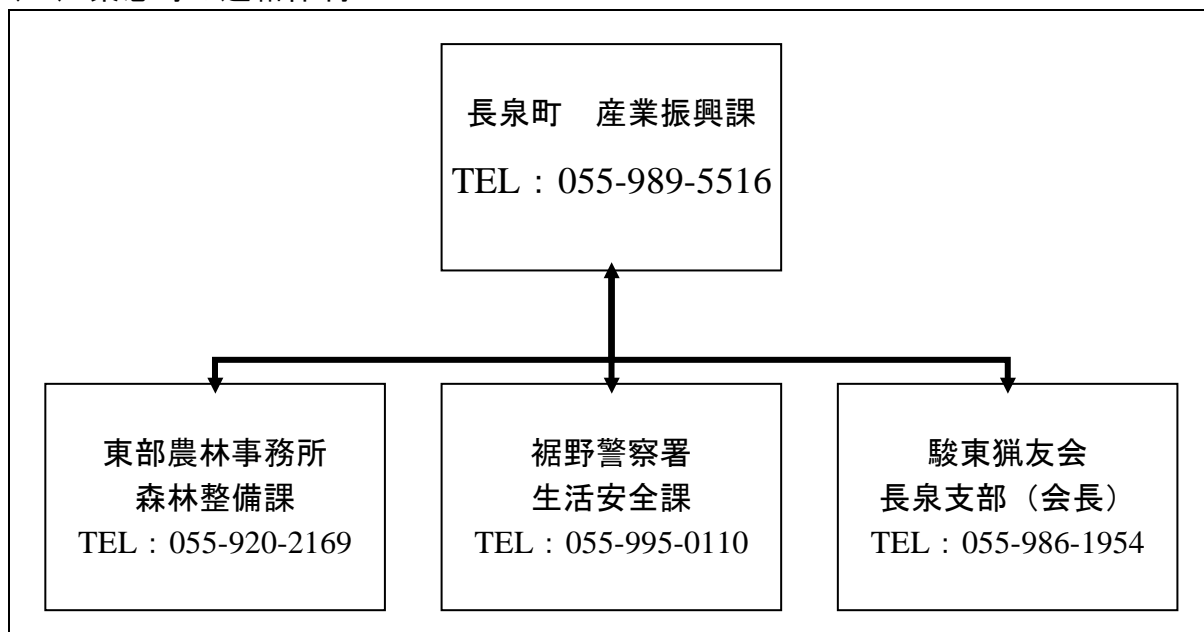 長泉町　産業振興課
TEL：055-989-5516
東部農林事務所
森林整備課
TEL：055-920-2169
裾野警察署
生活安全課
TEL：055-995-0110
駿東猟友会
長泉支部（会長）
TEL：055-986-1954